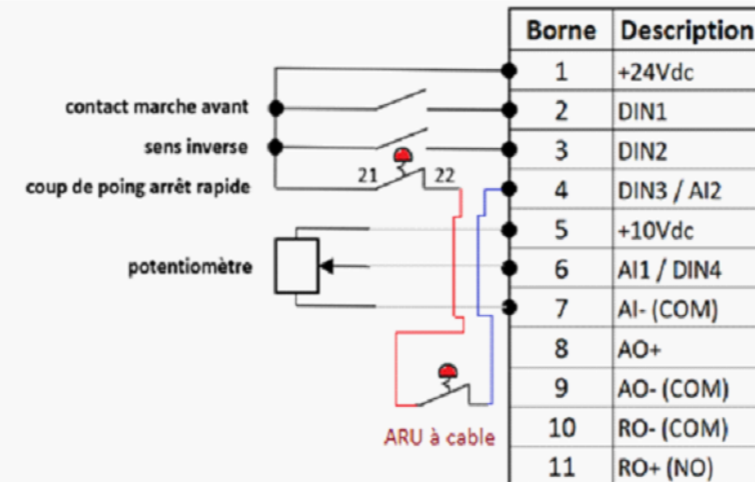 Borne Description
1 +24Vdc
contact marche avant 2 DIN1
sens inverse 3 DIN2
coup de poing arrêt rapide 21 22 4 DIN3 / AI2
5 +10Vdc
potentiomètre 6 AI1 / DIN4
7 AI- (COM)
8 AO+
9 AO- (COM)
ARU à cable 10 RO- (COM)
11 RO+ (NO)